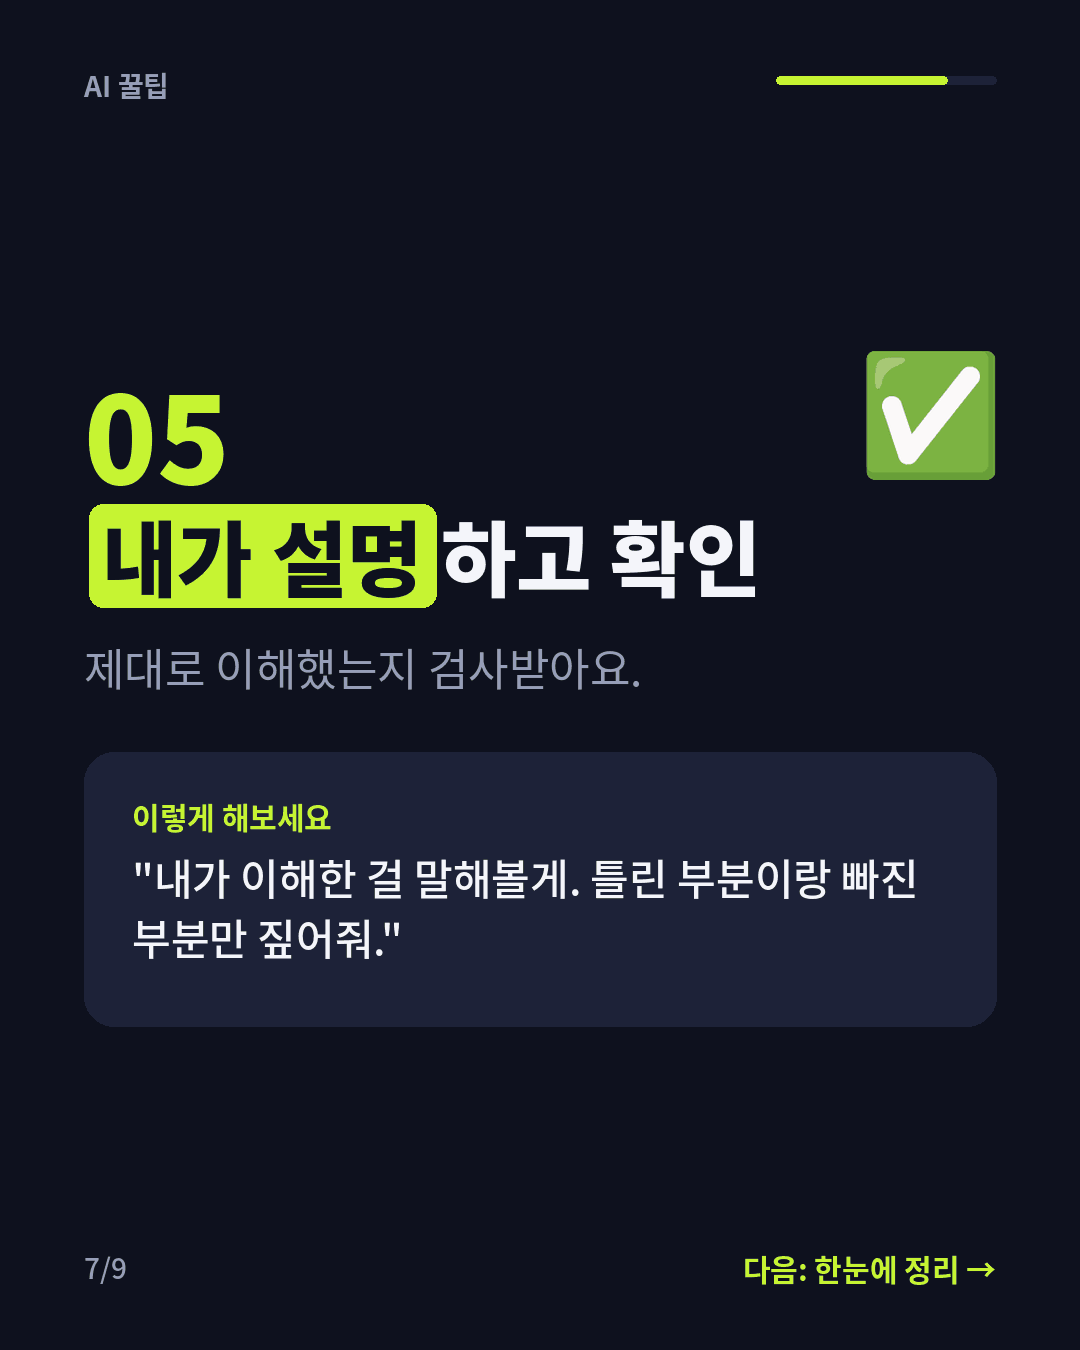 AI 꿀팁
05
내가 설명하고 확인
제대로 이해했는지 검사받아요.
이렇게 해보세요
"내가 이해한 걸 말해볼게. 틀린 부분이랑 빠진
부분만 짚어줘."
7/9
다음: 한눈에 정리 →